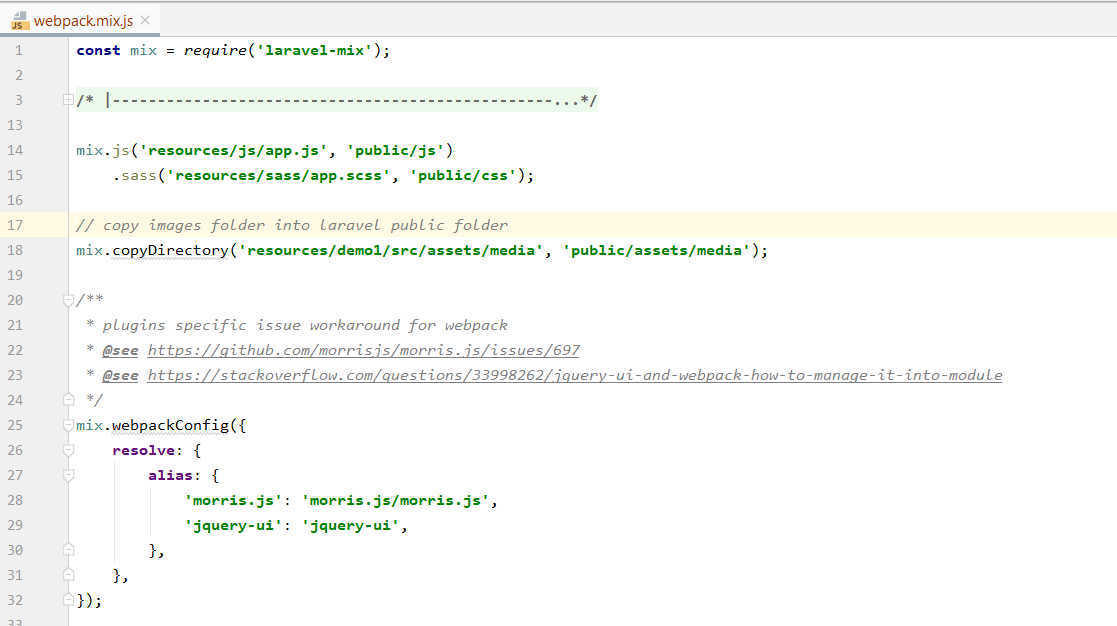 webpack.mix.js
1 const mix = require('laravel-mix');
2
3 /* |-------------------------------------------------...*/
13
14 mix.js('resources/js/app.js', 'public/js')
15 .sass('resources/sass/app.scss', 'public/css');
16
17 // copy images folder into laravel public folder
18 mix.copyDirectory('resources/demo1/src/assets/media', 'public/assets/media');
19
20 /**
21 * plugins specific issue workaround for webpack
22 * @see https://github.com/morrisjs/morris.js/issues/697
23 * @see https://stackoverflow.com/questions/33998262/jquery-ui-and-webpack-how-to-manage-it-into-module
24 */
25 mix.webpackConfig({
26 resolve: {
27 alias: {
28 'morris.js': 'morris.js/morris.js',
29 'jquery-ui': 'jquery-ui',
30 },
31 },
32 });
33